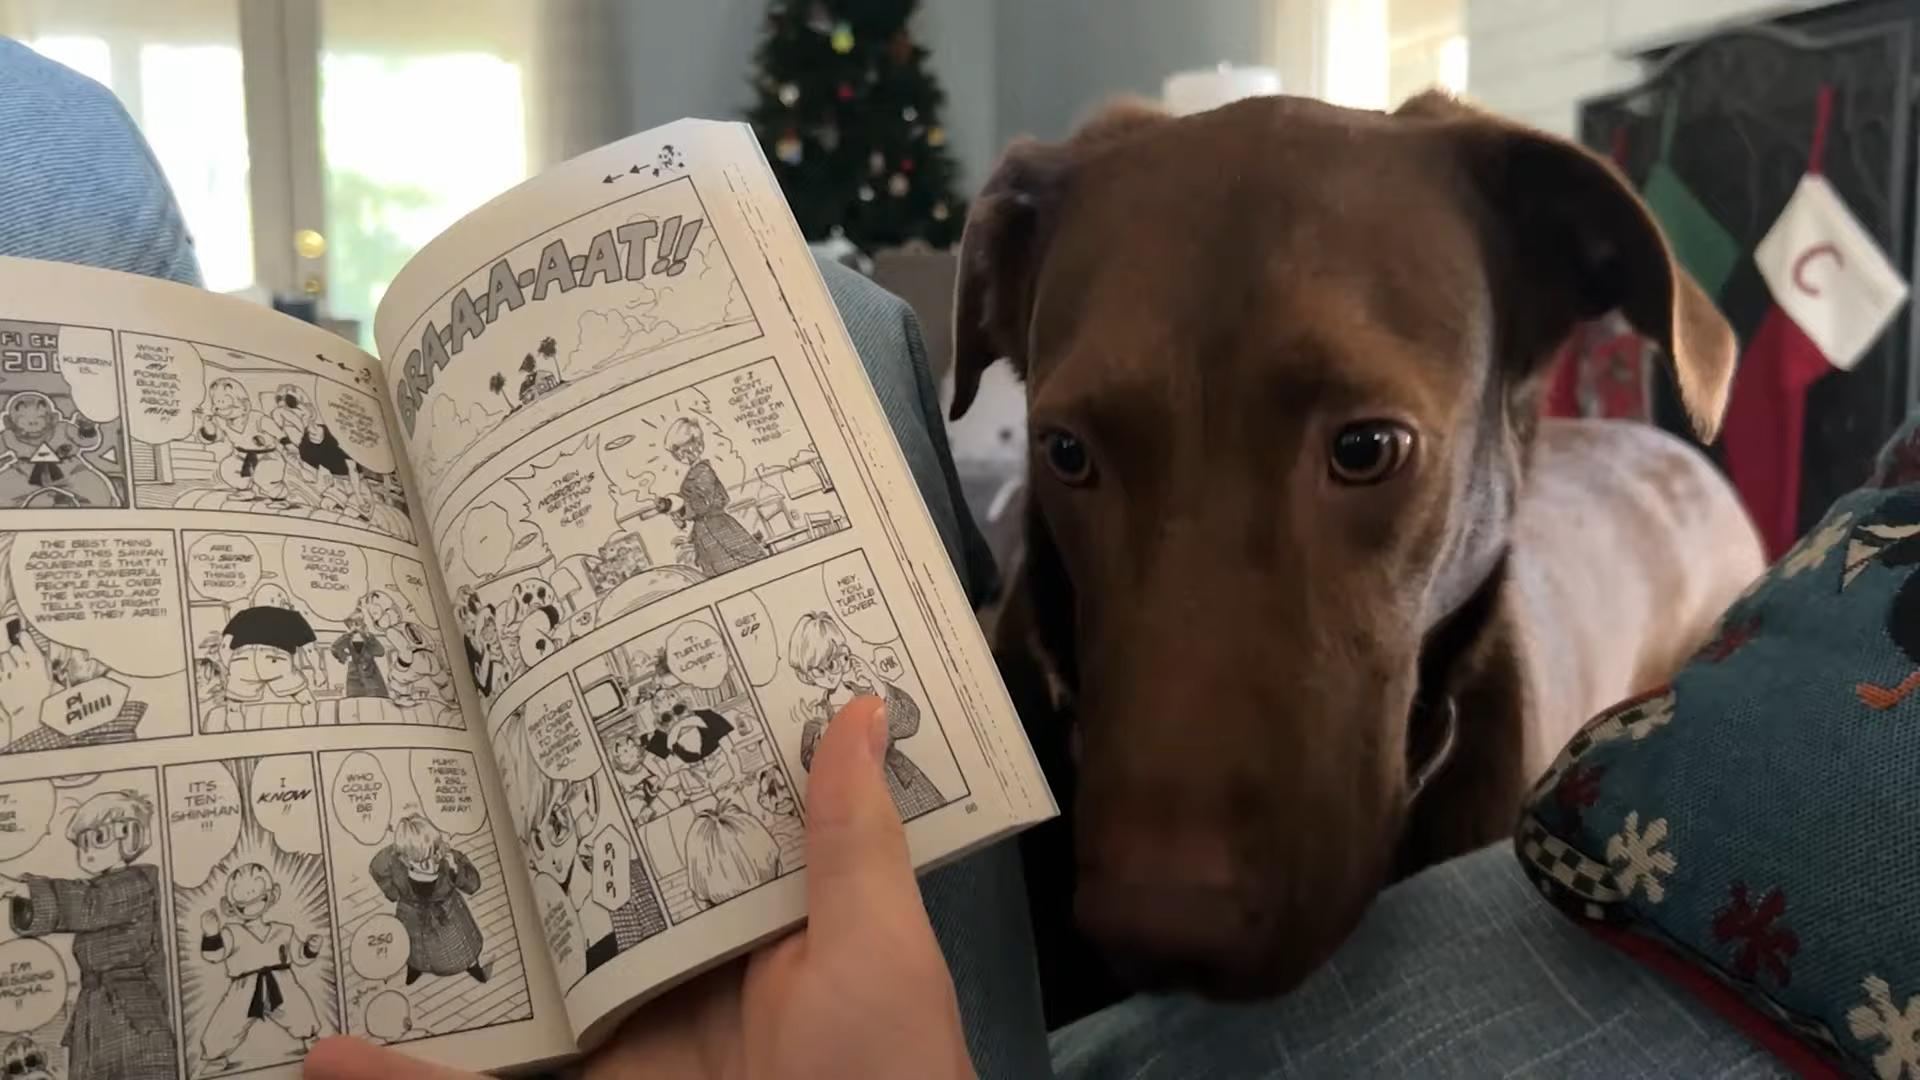 BRA-A-A-A-AT!!
IF I
DON'T
GET ANY
SLEEP
WHILE I'M
FIXING
THIS
THING...
...THEN
NOBODY'S
GETTING
ANY
SLEEP
!!!
HEY,
YOU
TURTLE
LOVER.
CHK
GET
UP
!
"T-
TURTLE...
LOVER"...
?
I
SWITCHED
IT OVER
TO OUR
NUMERIC
SYSTEM
SO...
PI
PI
PI
66
WHAT
ABOUT
MY
POWER,
BULMA,
WHAT
ABOUT
MINE
?!
KURIRIN
IS...
206
I COULD
KICK YOU
AROUND
THE
BLOCK!
ARE
YOU SURE
THAT
THING'S
FIXED...?
THE BEST THING
ABOUT THIS SAIYAN
SOUVENIR IS THAT IT
SPOTS POWERFUL
PEOPLE ALL OVER
THE WORLD...AND
TELLS YOU RIGHT
WHERE THEY ARE!!
PI
PIIIIII
HUH?!
THERE'S
A 250...
ABOUT
3000 KM
AWAY!
WHO
COULD
THAT
BE
?!
250
?!
I
KNOW
!!
IT'S
TEN-
SHINHAN
!!!
C